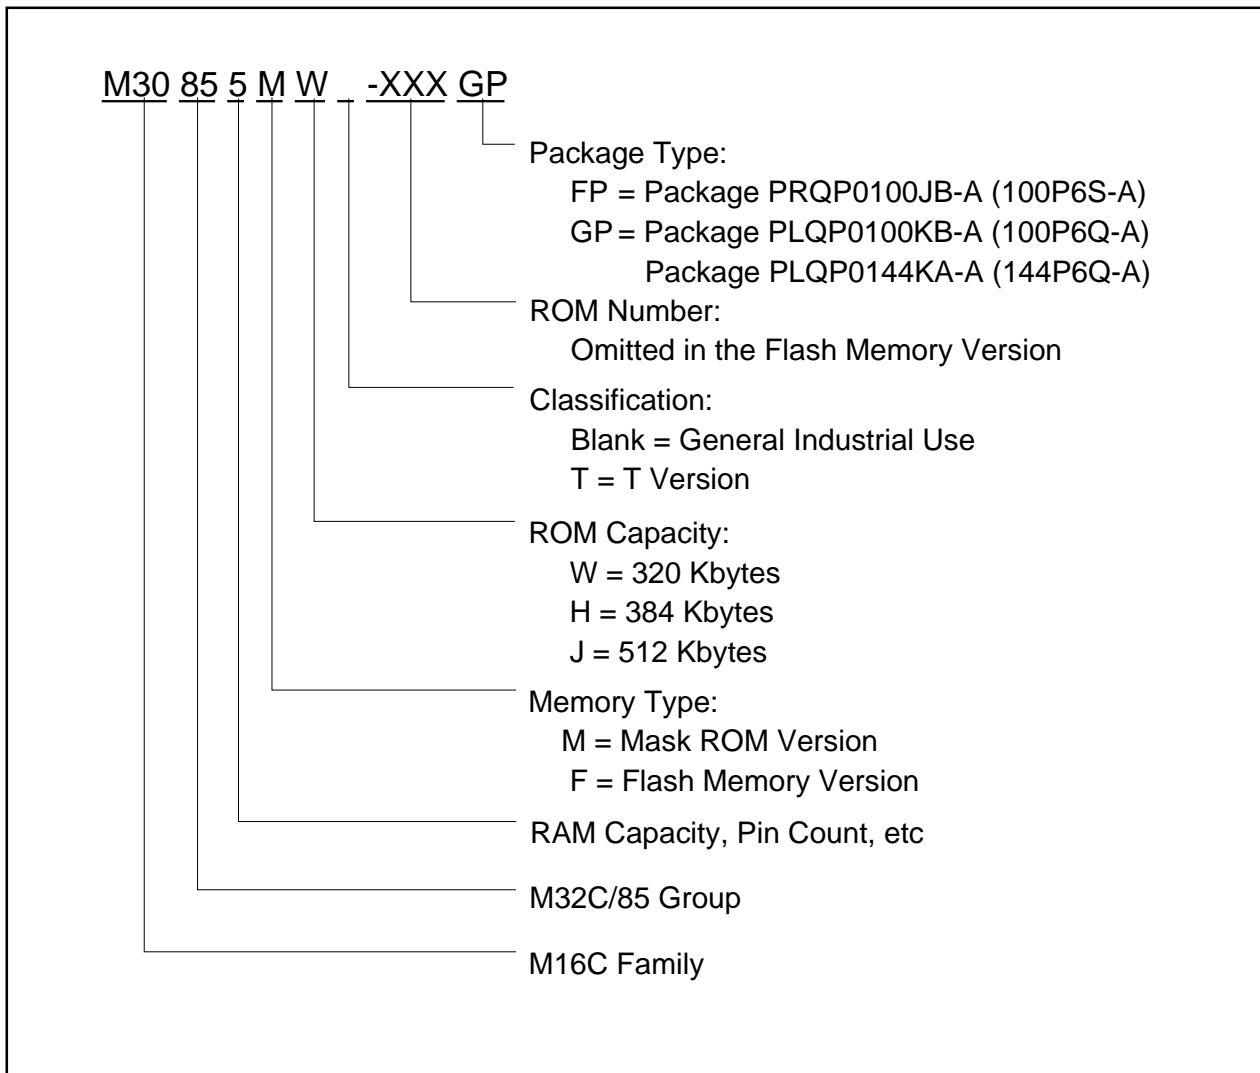 M30 85 5 M W _ -XXX GP
Package Type:
FP = Package PRQP0100JB-A (100P6S-A)
GP = Package PLQP0100KB-A (100P6Q-A)
Package PLQP0144KA-A (144P6Q-A)
ROM Number:
Omitted in the Flash Memory Version
Classification:
Blank = General Industrial Use
T = T Version
ROM Capacity:
W = 320 Kbytes
H = 384 Kbytes
J = 512 Kbytes
Memory Type:
M = Mask ROM Version
F = Flash Memory Version
RAM Capacity, Pin Count, etc
M32C/85 Group
M16C Family